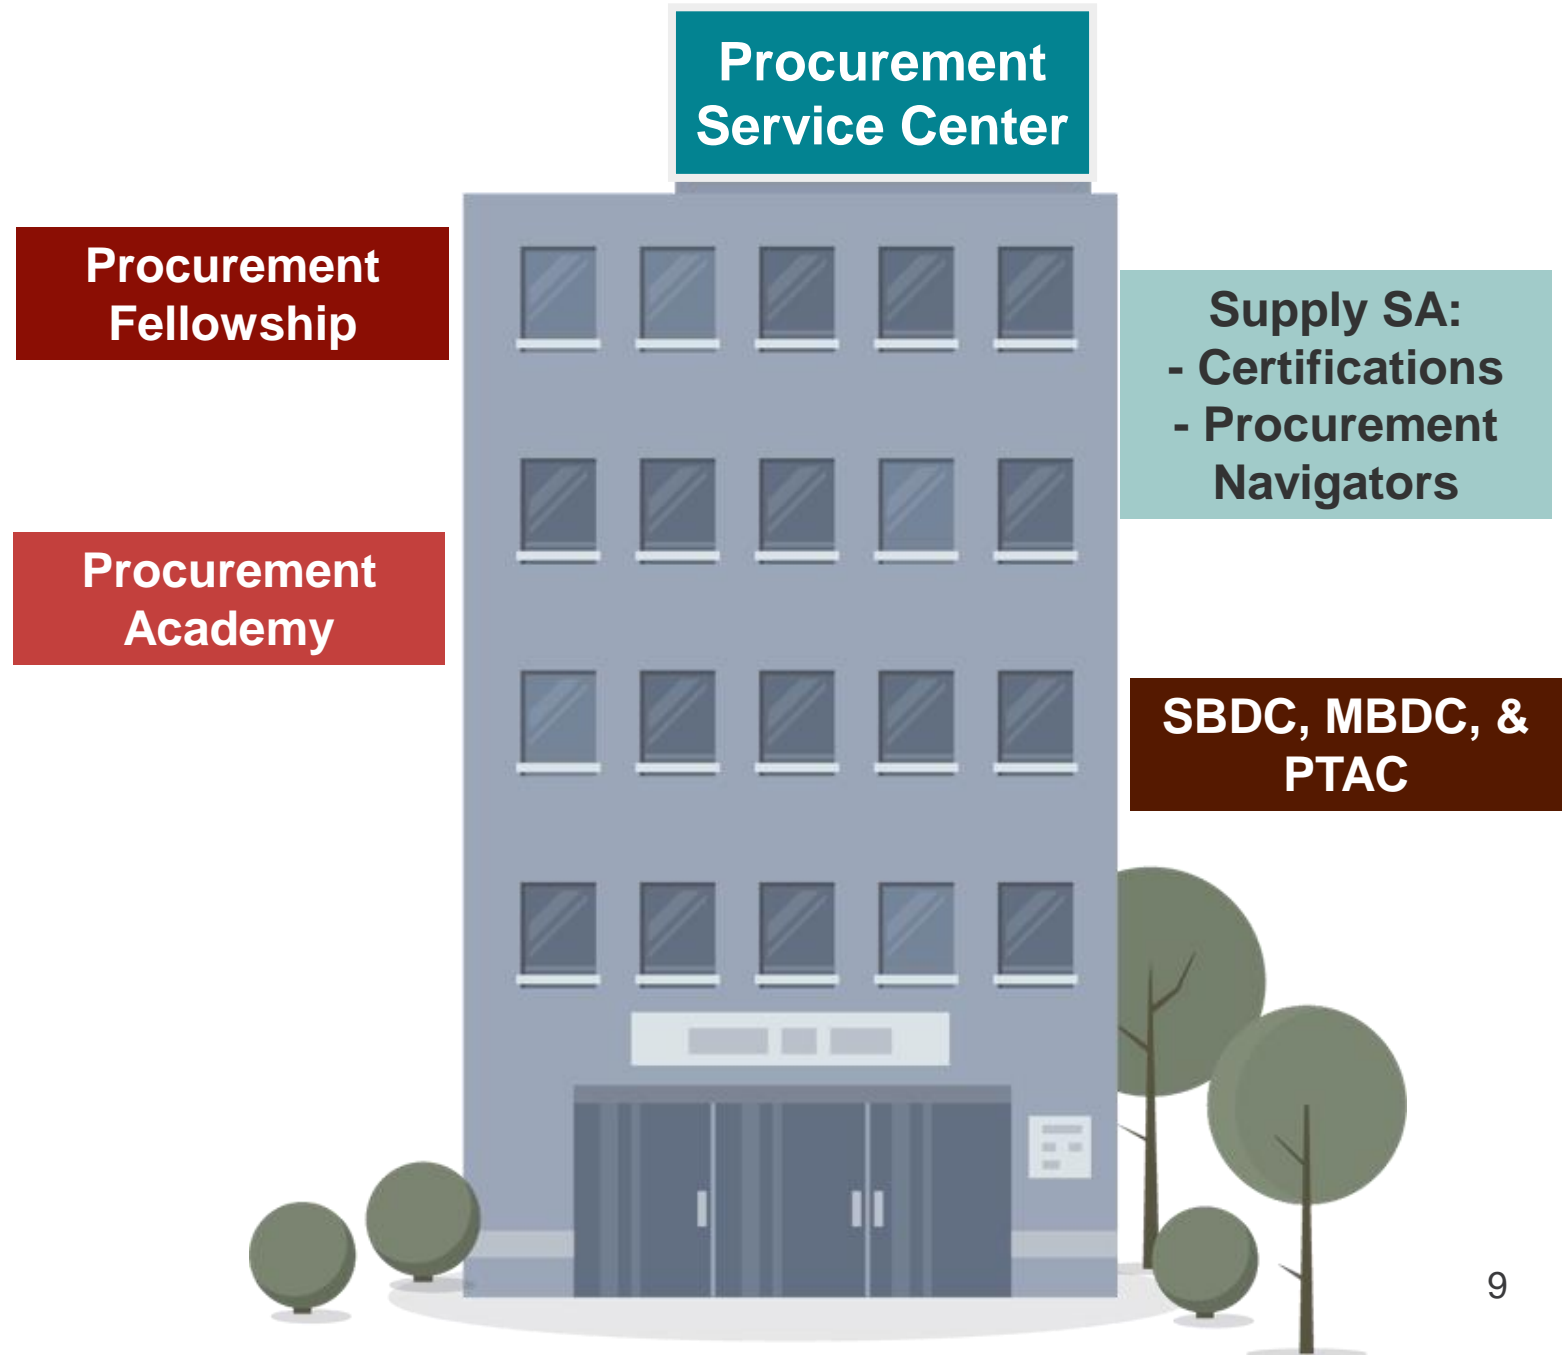 Procurement
Service Center
Procurement
Fellowship
Supply SA:
- Certifications
- Procurement
Navigators
Procurement
Academy
SBDC, MBDC, &
PTAC
9